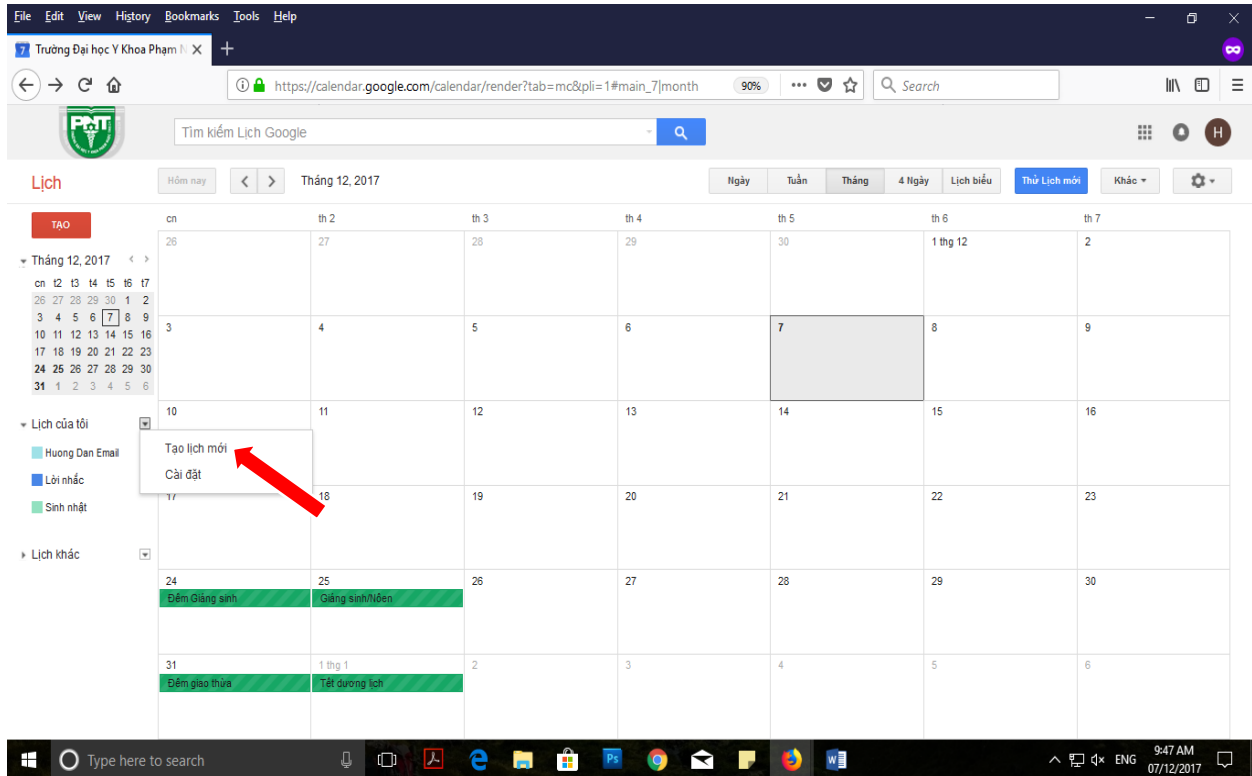 File Edit View History Bookmarks Tools Help
7 Trường Đại học Y Khoa Phạm N
https://calendar.google.com/calendar/render?tab=mc&pli=1#main_7|month 90% Search
PNT
Tìm kiếm Lịch Google
H
Lịch Hôm nay Tháng 12, 2017 Ngày Tuần Tháng 4 Ngày Lịch biểu Thử Lịch mới Khác
TẠO
cn th 2 th 3 th 4 th 5 th 6 th 7
26 27 28 29 30 1 thg 12 2
Tháng 12, 2017
cn t2 t3 t4 t5 t6 t7
26 27 28 29 30 1 2
3 4 5 6 7 8 9
10 11 12 13 14 15 16
17 18 19 20 21 22 23
24 25 26 27 28 29 30
31 1 2 3 4 5 6
3 4 5 6 7 8 9
10 11 12 13 14 15 16
Lịch của tôi
Tạo lịch mới
Cài đặt
Huong Dan Email
Lời nhắc
Sinh nhật
Lịch khác
17 18 19 20 21 22 23
24 25 26 27 28 29 30
Đêm Giáng sinh Giáng sinh/Nôen
31 1 thg 1 2 3 4 5 6
Đêm giao thừa Tết dương lịch
Type here to search
Ps
ENG
9:47 AM
07/12/2017